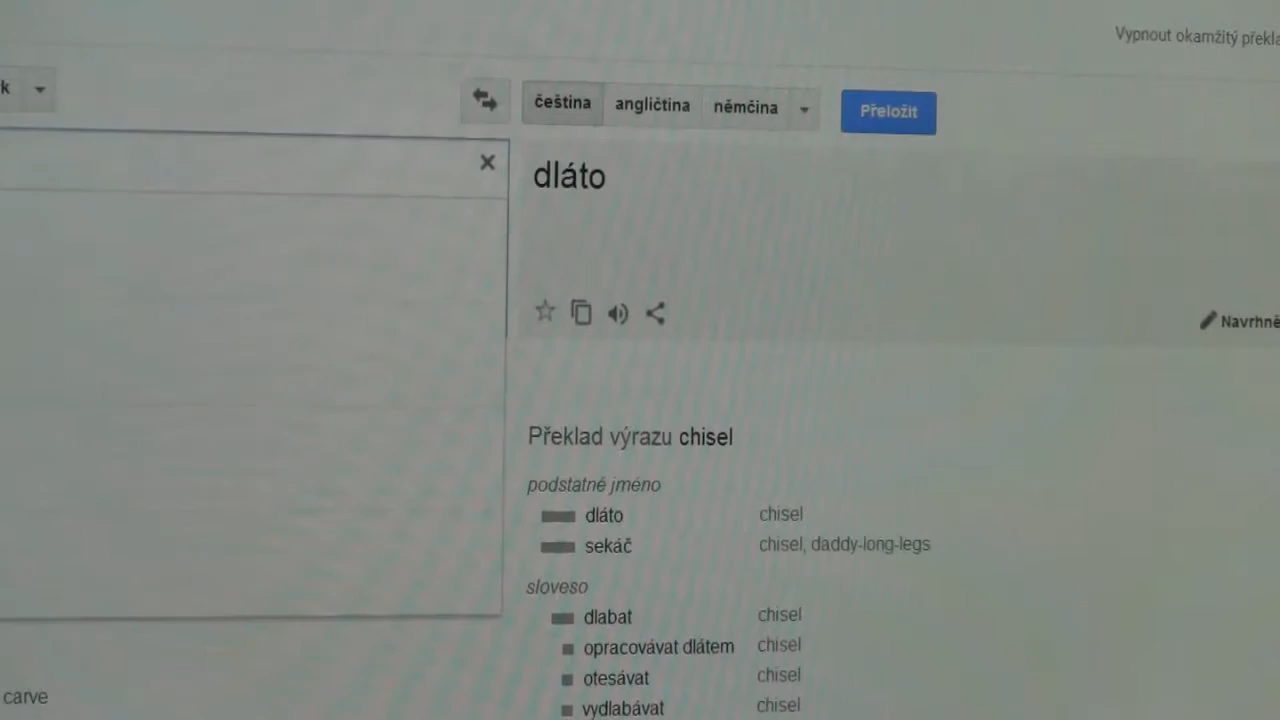 Vypnout okamžitý překla
k
čeština angličtina němčina Přeložit
dláto
Navrhně
Překlad výrazu chisel
podstatné jméno
dláto chisel
sekáč chisel, daddy-long-legs
sloveso
dlabat chisel
opracovávat dlátem chisel
otesávat chisel
carve
vydlabávat chisel